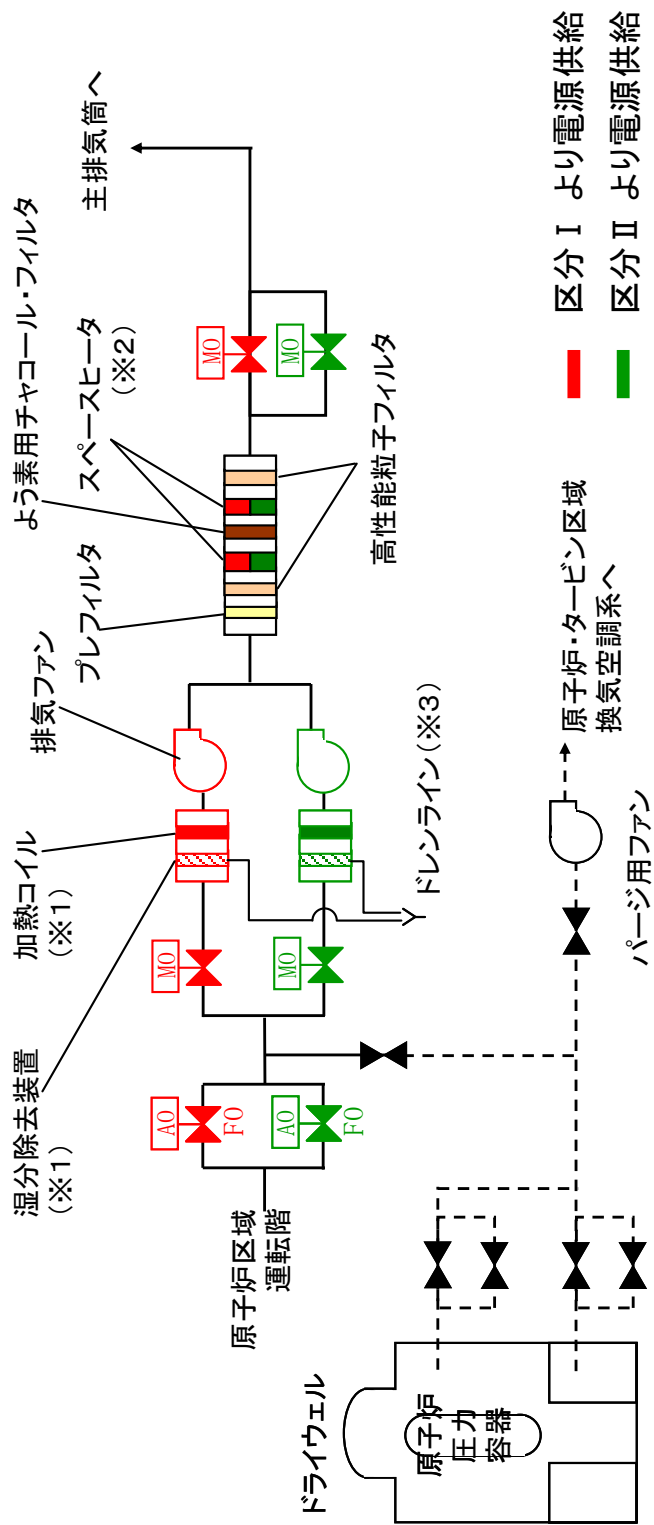 湿分除去装置
(※1)
加熱コイル
(※1)
排気ファン
プレフィルタ
よう素用チャコール・フィルタ
スペースヒータ
(※2)
主排気筒へ
AO
FO
AO
FO
MO
MO
MO
MO
原子炉区域
運転階
ドレンライン(※3)
高性能粒子フィルタ
ドライウェル
原子炉
圧力
容器
パージ用ファン
原子炉・タービン区域
換気空調系へ
区分Ⅰ より電源供給
区分Ⅱ より電源供給